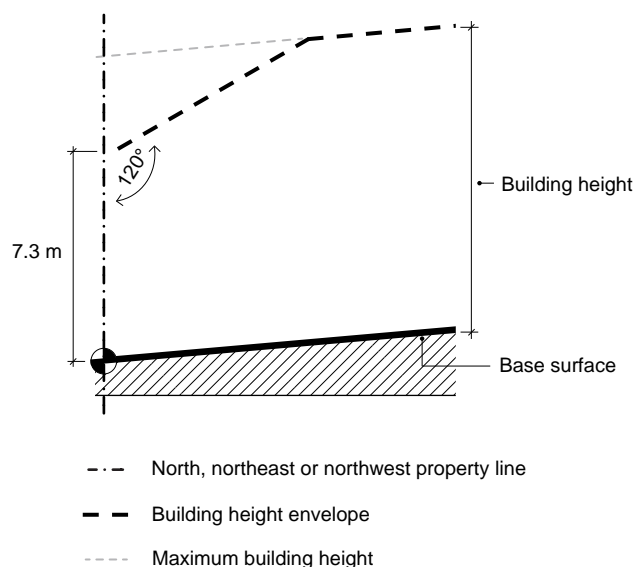 120°
Building height
7.3 m
Base surface
North, northeast or northwest property line
Building height envelope
Maximum building height